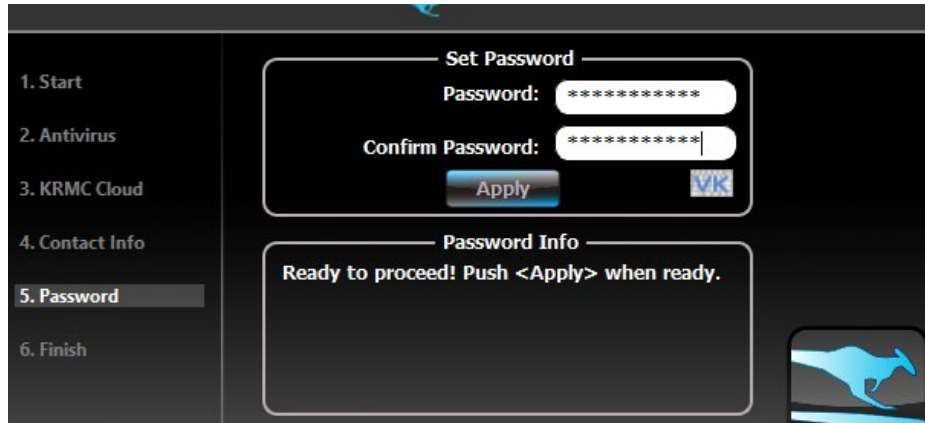 1. Start
2. Antivirus
3. KRMC Cloud
4. Contact Info
5. Password
6. Finish
Set Password
Password: ***********
Confirm Password: ***********
Apply
VK
Password Info
Ready to proceed! Push <Apply> when ready.